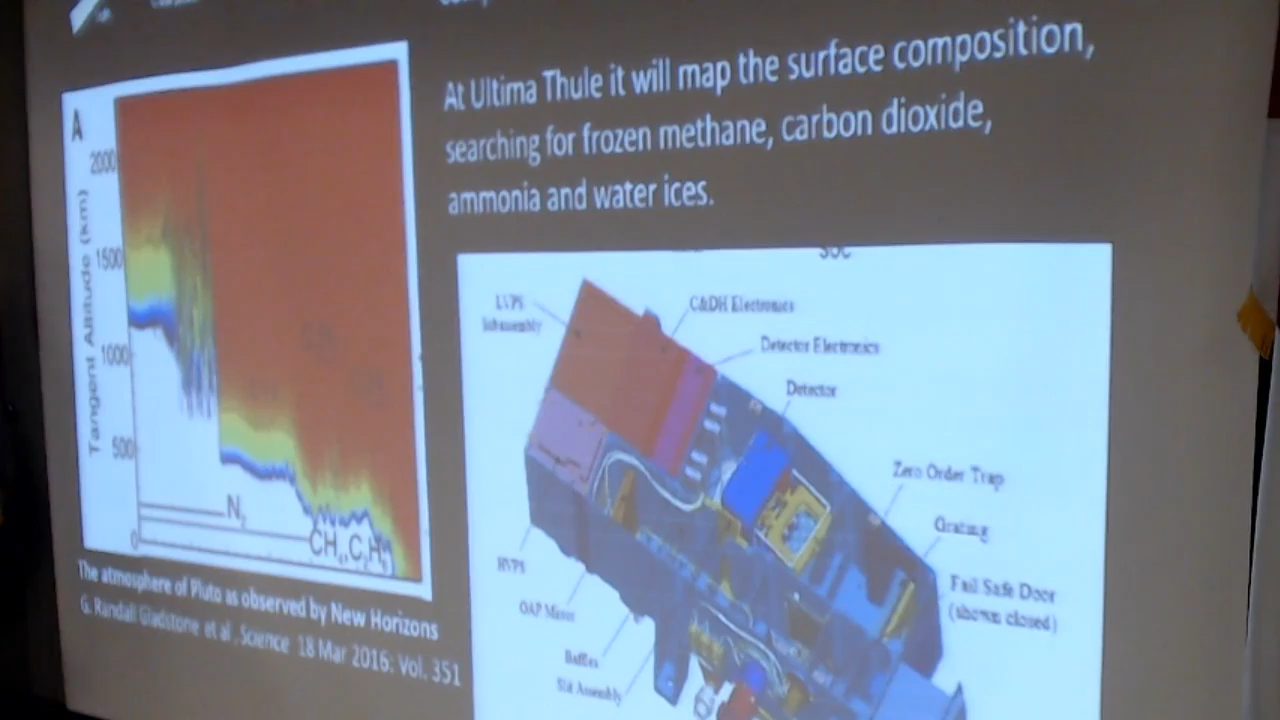 At Ultima Thule it will map the surface composition,
searching for frozen methane, carbon dioxide,
ammonia and water ices.
A
2000
1500
1000
500
0
Tangent Altitude (km)
N2
CH4, C2H
The atmosphere of Pluto as observed by New Horizons
G. Randall Gladstone et al , Science 18 Mar 2016: Vol. 351
LVPS
C&DH Electronics
Detector Electronics
Detector
Zero Order Trap
Grating
Fail Safe Door
(shown closed)
HVPS
OAP Mirror
Baffles
Slit Assembly